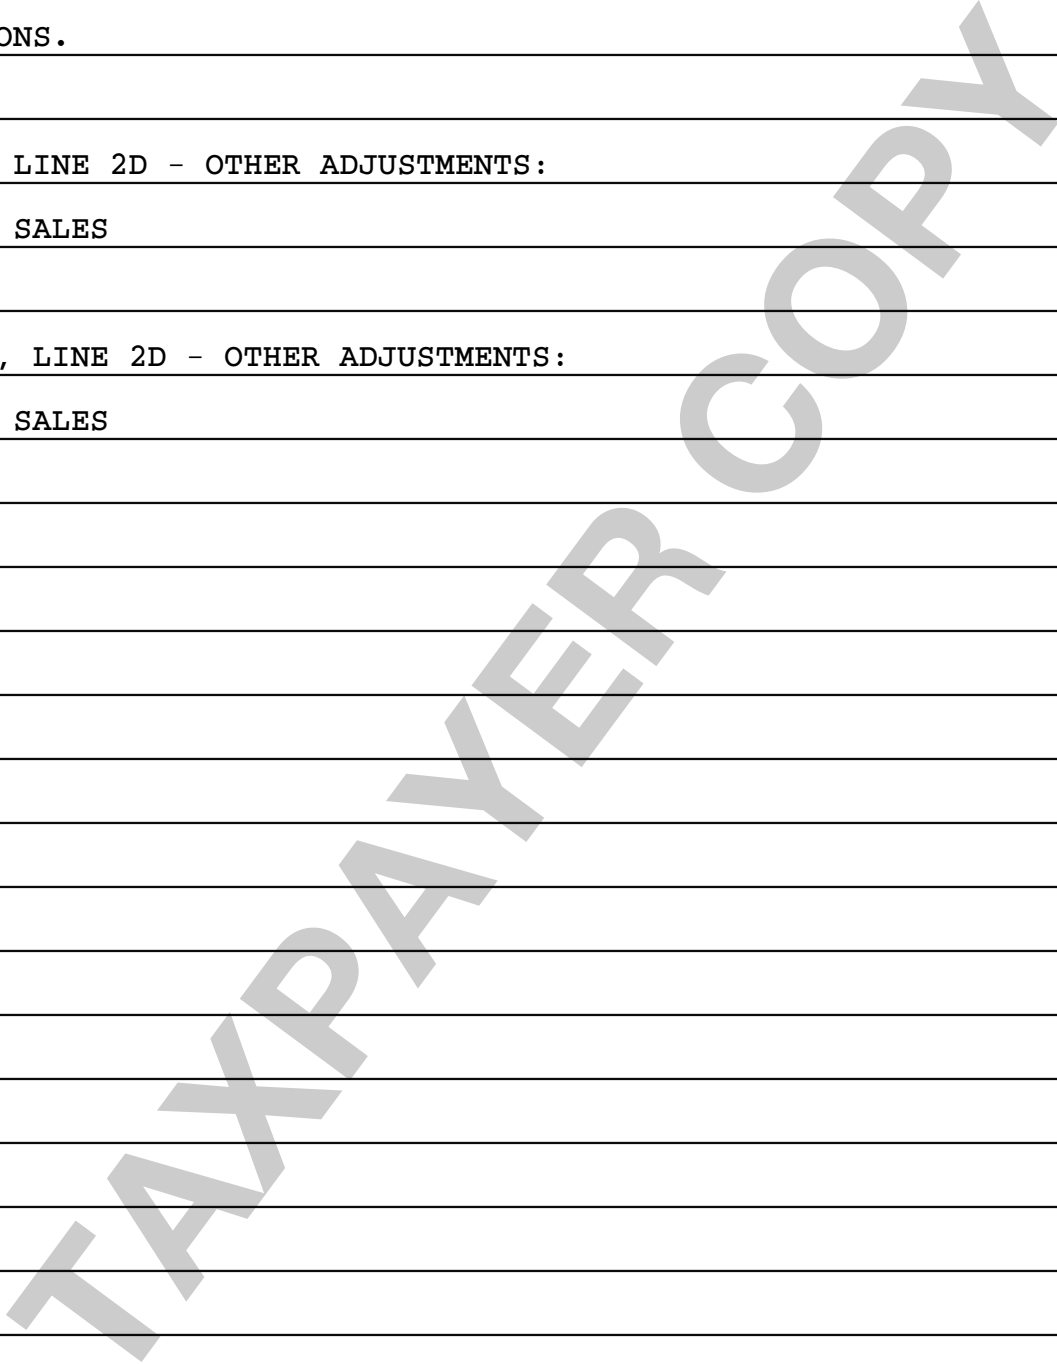 ONS.
LINE 2D - OTHER ADJUSTMENTS:
SALES
, LINE 2D - OTHER ADJUSTMENTS:
SALES
TAXPAYER COPY